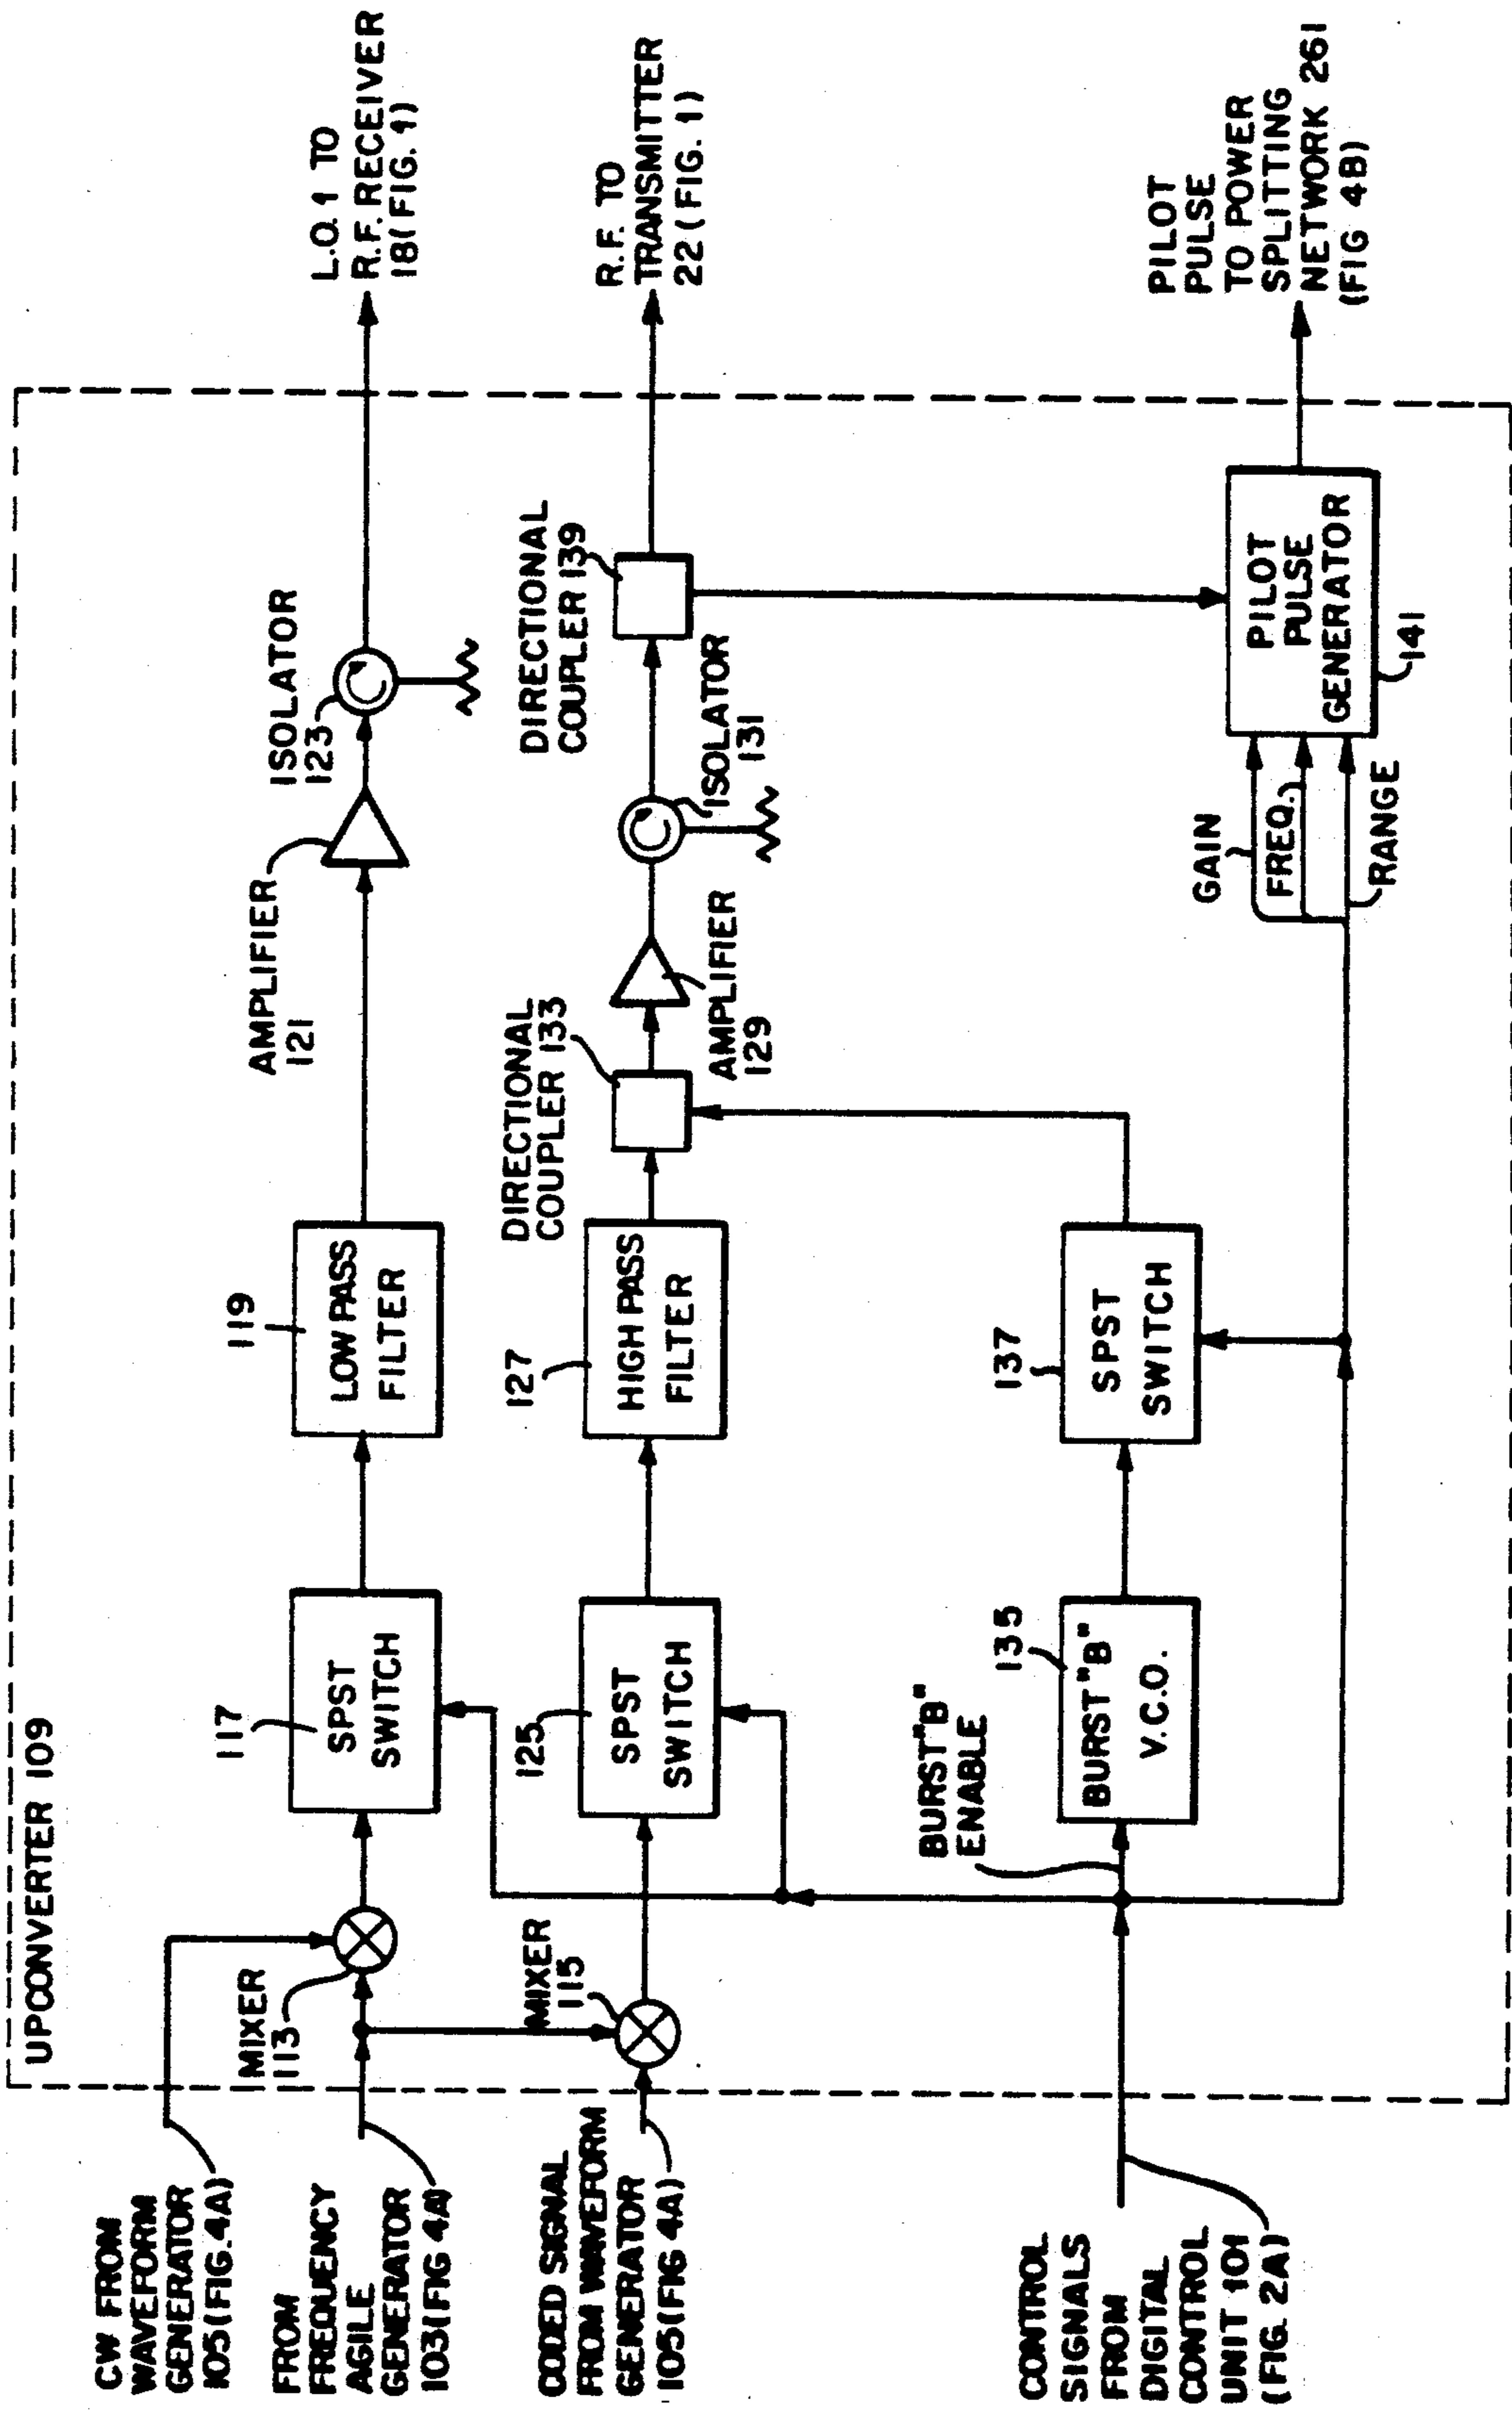 UPCONVERTER 109
CW FROM
WAVEFORM
GENERATOR
105(FIG.4A)
FROM
FREQUENCY
AGILE
GENERATOR
103(FIG 4A)
CODED SIGNAL
FROM WAVEFORM
GENERATOR
105(FIG 4A)
CONTROL
SIGNALS
FROM
DIGITAL
CONTROL
UNIT 101
(FIG. 2A)
MIXER
113
MIXER
115
117
SPST
SWITCH
119
LOW PASS
FILTER
AMPLIFIER
121
ISOLATOR
123
L.O.1 TO
R.F. RECEIVER
18(FIG. 1)
125
SPST
SWITCH
127
HIGH PASS
FILTER
DIRECTIONAL
COUPLER 133
AMPLIFIER
129
ISOLATOR
131
DIRECTIONAL
COUPLER 139
R.F. TO
TRANSMITTER
22(FIG. 1)
BURST"B"
ENABLE
135
BURST"B"
V.C.O.
137
SPST
SWITCH
GAIN
FREQ.
RANGE
PILOT
PULSE
GENERATOR
141
PILOT
PULSE
TO POWER
SPLITTING
NETWORK 261
(FIG 4B)